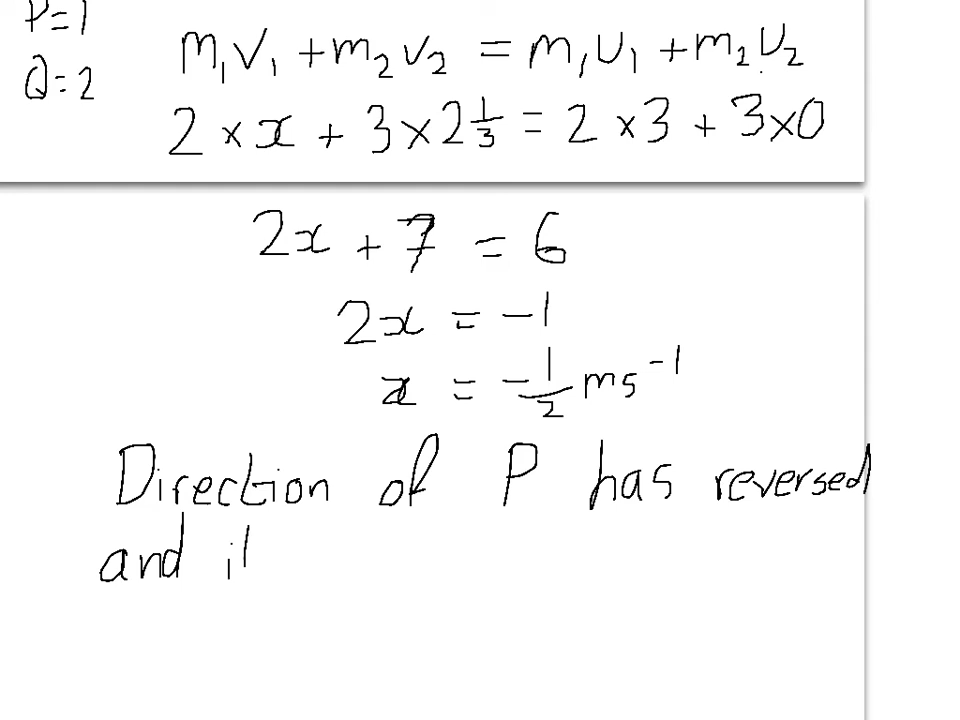 P=1
Q=2
m₁v₁ + m₂v₂ = m₁u₁ + m₂u₂
2 × x + 3 × 2⅓ = 2 × 3 + 3 × 0
2x + 7 = 6
2x = -1
x = -½ ms⁻¹
Direction of P has reversed
and it